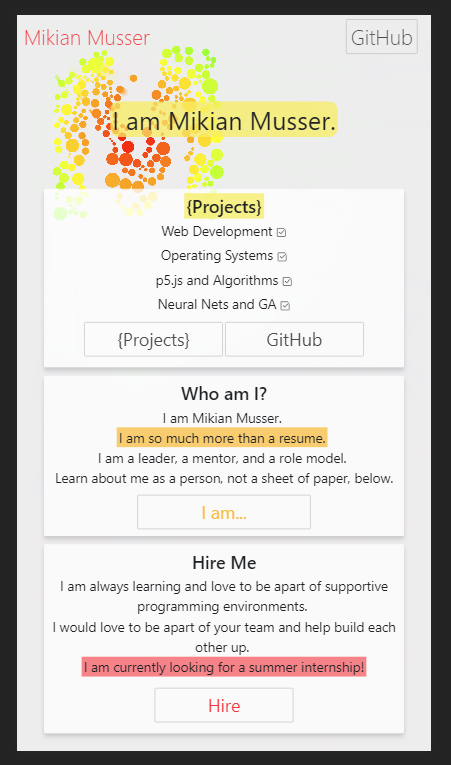 Mikian Musser
GitHub
I am Mikian Musser.
{Projects}
Web Development
Operating Systems
p5.js and Algorithms
Neural Nets and GA
{Projects}
GitHub
Who am I?
I am Mikian Musser.
I am so much more than a resume.
I am a leader, a mentor, and a role model.
Learn about me as a person, not a sheet of paper, below.
I am...
Hire Me
I am always learning and love to be apart of supportive
programming environments.
I would love to be apart of your team and help build each
other up.
I am currently looking for a summer internship!
Hire